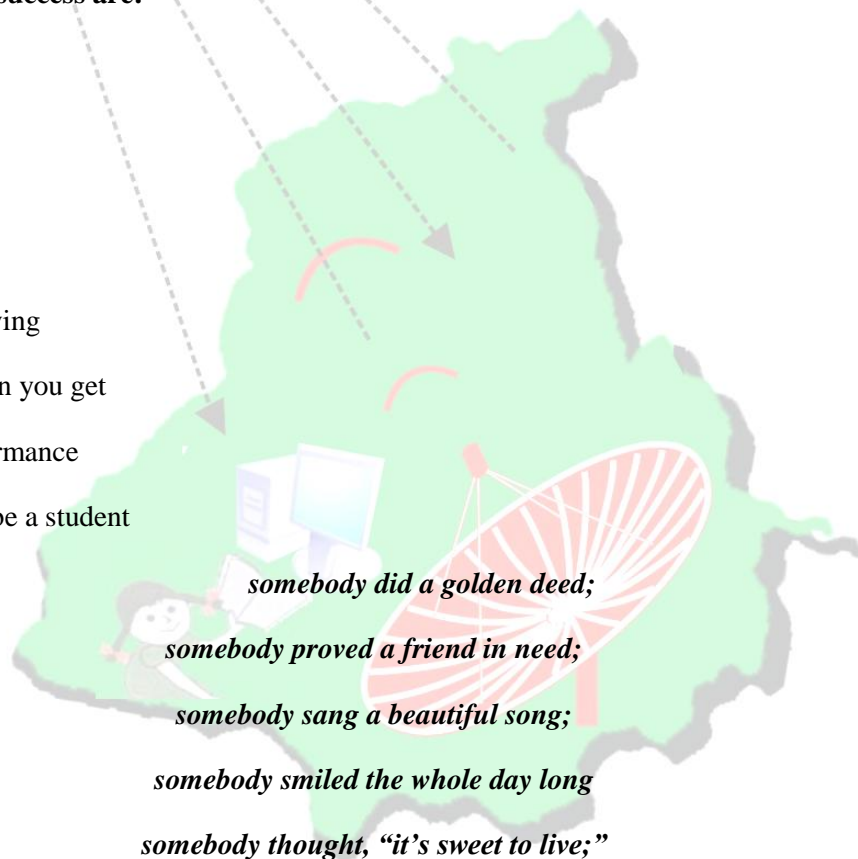 success are:
n you get
rmance
be a student
somebody did a golden deed;
somebody proved a friend in need;
somebody sang a beautiful song;
somebody smiled the whole day long
somebody thought, “it’s sweet to live;”